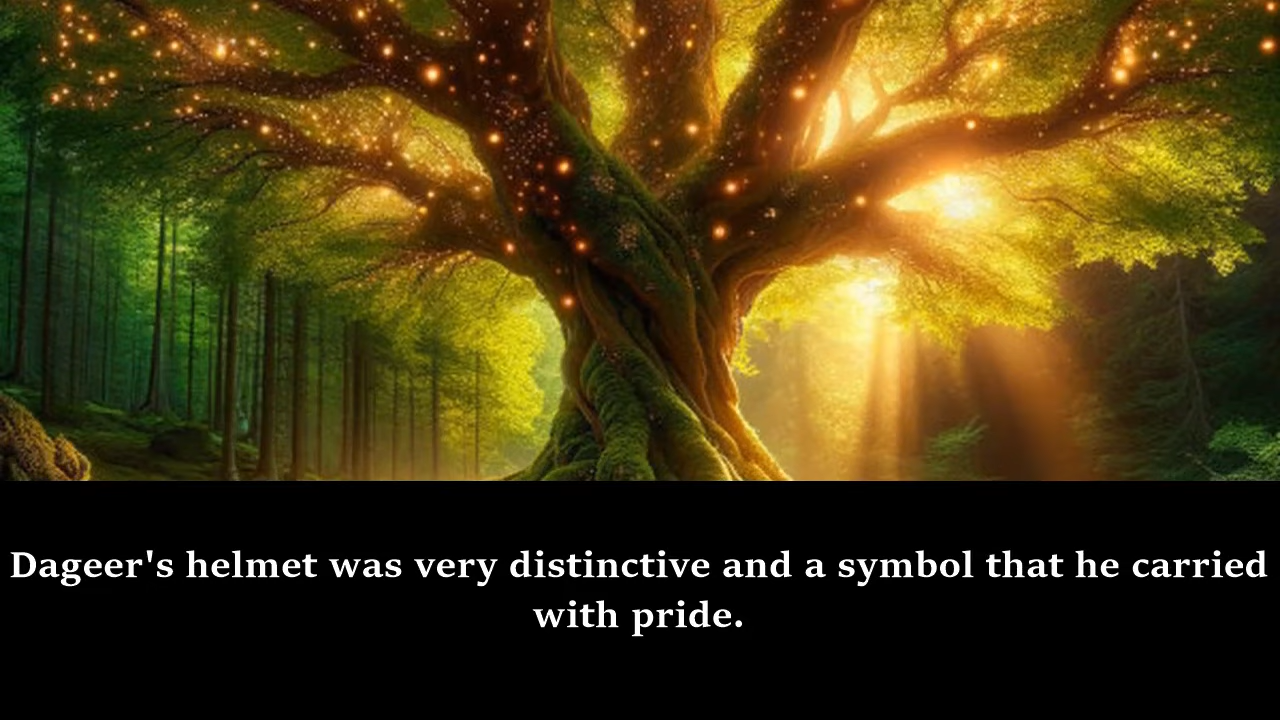 Dageer's helmet was very distinctive and a symbol that he carried
with pride.